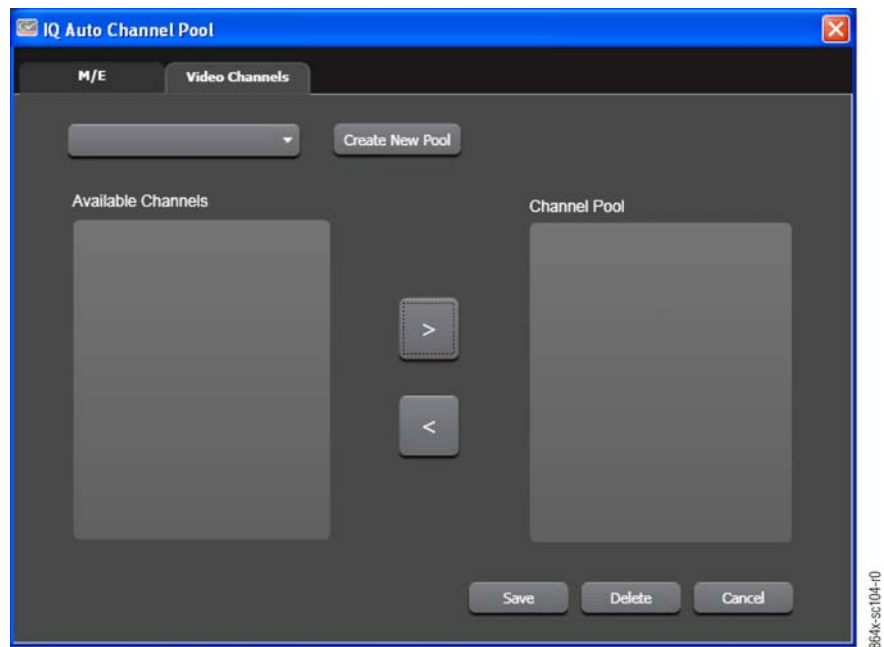 IQ Auto Channel Pool
M/E
Video Channels
Create New Pool
Available Channels
Channel Pool
>
<
Save
Delete
Cancel
864x-sc104-r0